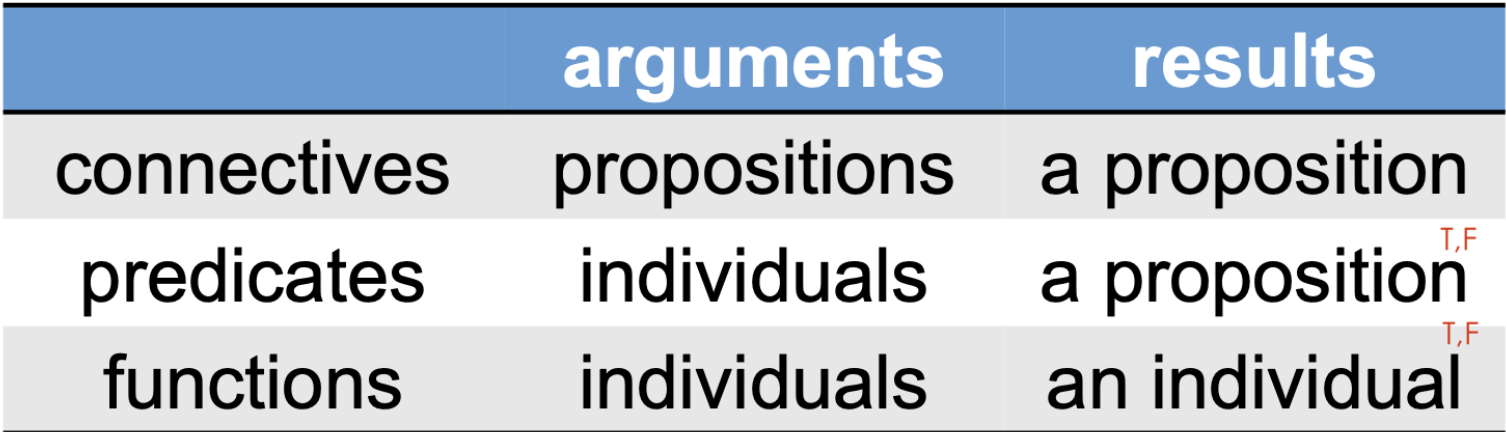 arguments results
connectives propositions a proposition
T,F
predicates individuals a proposition
T,F
functions individuals an individual